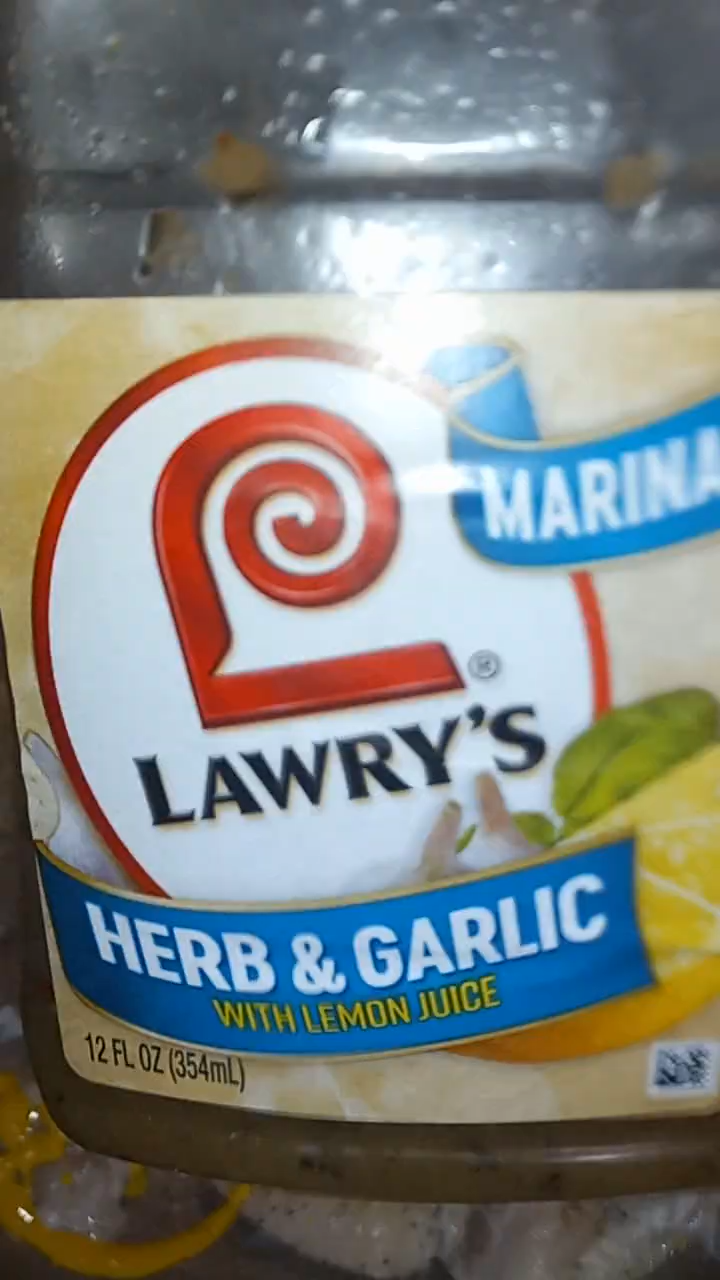 MARINA
®
LAWRY'S
HERB & GARLIC
WITH LEMON JUICE
12 FL OZ (354mL)